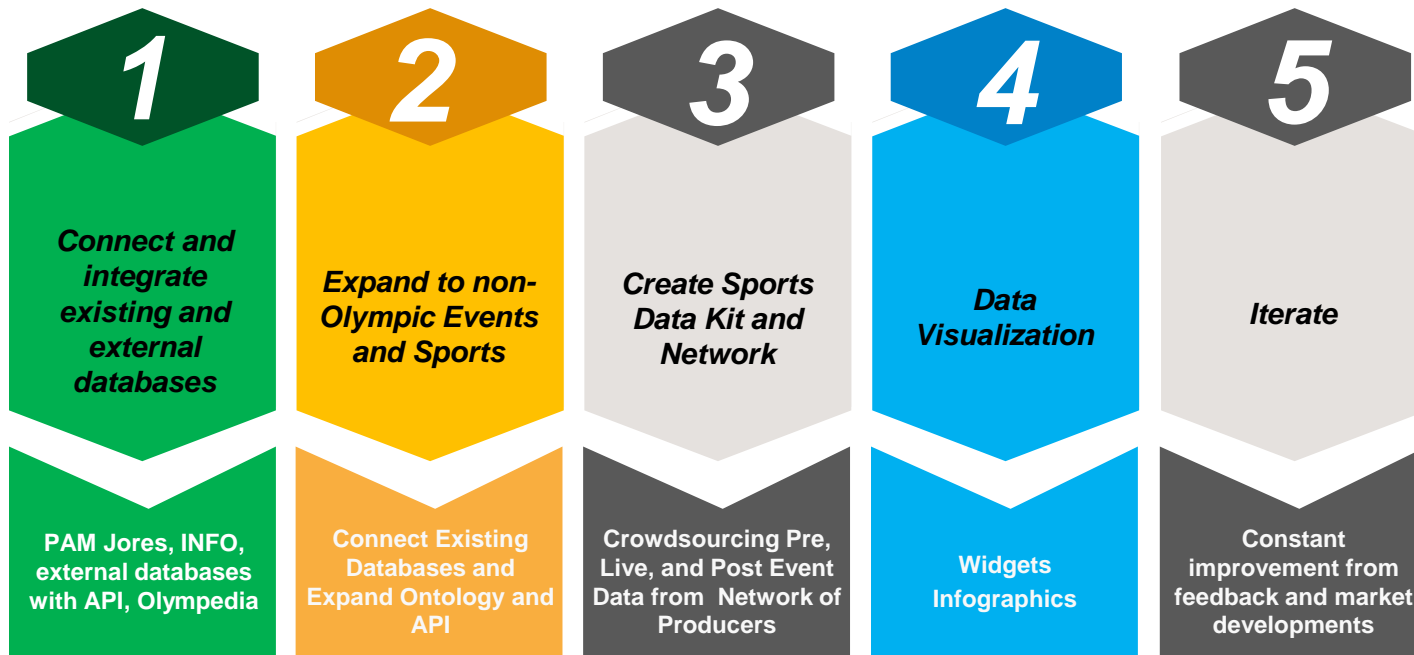 1
Connect and
integrate
existing and
external
databases
PAM Jores, INFO,
external databases
with API, Olympedia
2
Expand to non-
Olympic Events
and Sports
Connect Existing
Databases and
Expand Ontology and
API
3
Create Sports
Data Kit and
Network
Crowdsourcing Pre,
Live, and Post Event
Data from  Network of
Producers
4
Data
Visualization
Widgets
Infographics
5
Iterate
Constant
improvement from
feedback and market
developments